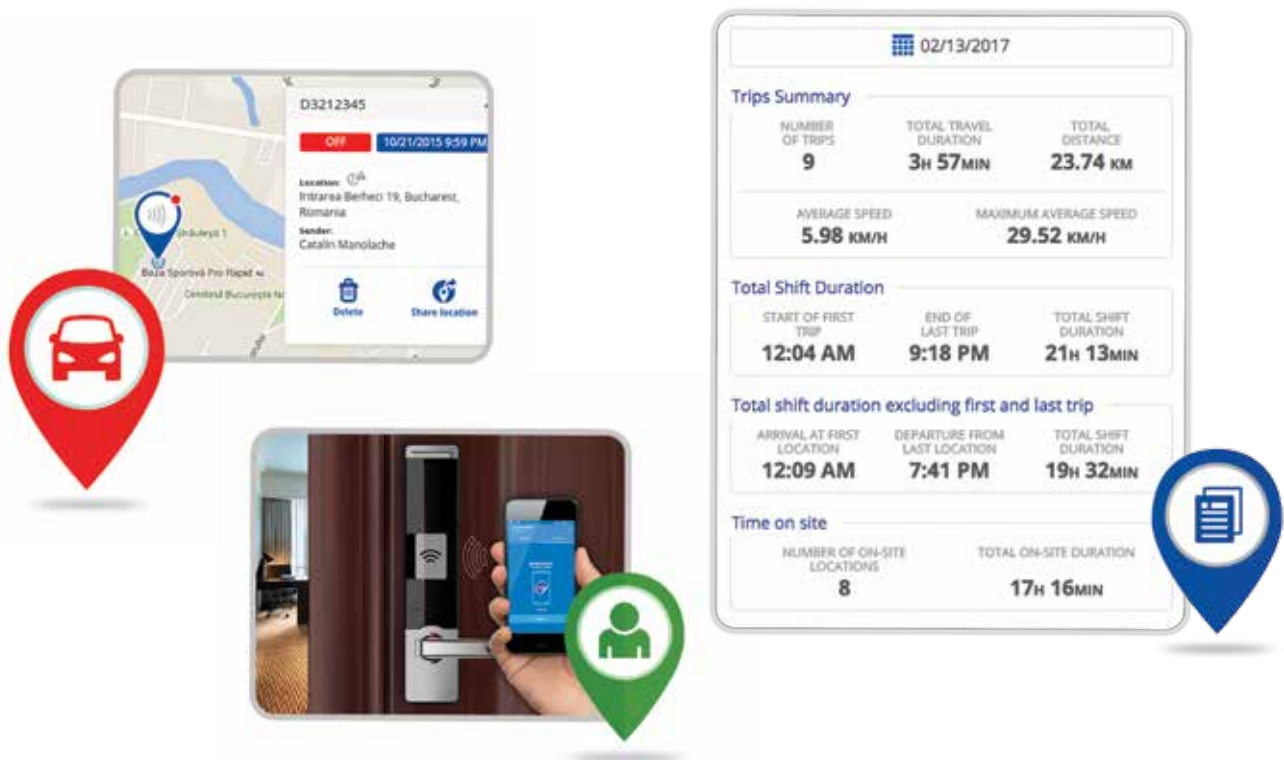 D3212345
OFF
10/21/2015 9:59 PM
Location:
Intrarea Berheci 19, Bucharest,
Romania
Sender:
Catalin Manolache
Delete
Share location
Baza Sportivă Pro Rapid
02/13/2017
Trips Summary
NUMBER
OF TRIPS
9
TOTAL TRAVEL
DURATION
3H 57MIN
TOTAL
DISTANCE
23.74 KM
AVERAGE SPEED
5.98 KM/H
MAXIMUM AVERAGE SPEED
29.52 KM/H
Total Shift Duration
START OF FIRST
TRIP
12:04 AM
END OF
LAST TRIP
9:18 PM
TOTAL SHIFT
DURATION
21H 13MIN
Total shift duration excluding first and last trip
ARRIVAL AT FIRST
LOCATION
12:09 AM
DEPARTURE FROM
LAST LOCATION
7:41 PM
TOTAL SHIFT
DURATION
19H 32MIN
Time on site
NUMBER OF ON-SITE
LOCATIONS
8
TOTAL ON-SITE DURATION
17H 16MIN